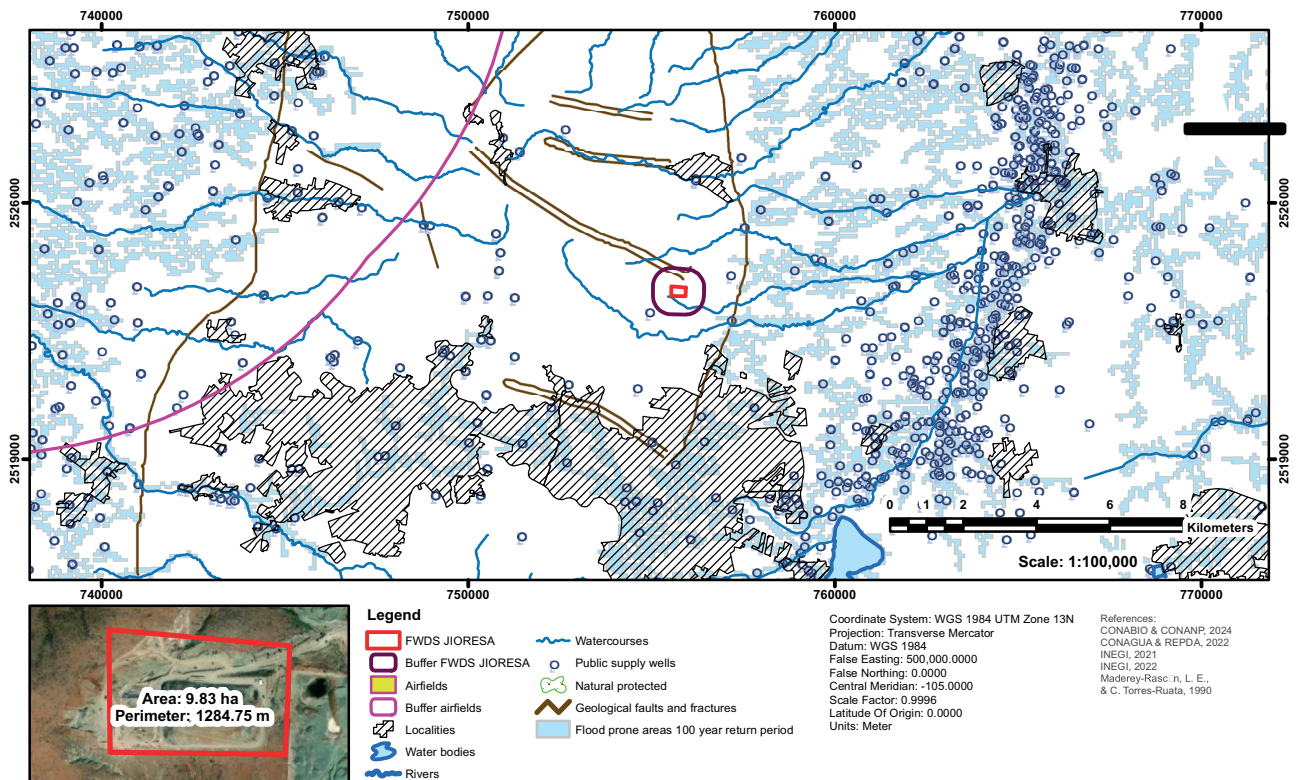 740000 750000 760000 770000
2526000 2526000
2519000 2519000
0 1 2 4 6 8
Kilometers
Scale: 1:100,000
740000 750000 760000 770000
Area: 9.83 ha
Perimeter: 1284.75 m
Legend
FWDS JIORESA
Buffer FWDS JIORESA
Airfields
Buffer airfields
Localities
Water bodies
Rivers
Watercourses
Public supply wells
Natural protected
Geological faults and fractures
Flood prone areas 100 year return period
Coordinate System: WGS 1984 UTM Zone 13N
Projection: Transverse Mercator
Datum: WGS 1984
False Easting: 500,000.0000
False Northing: 0.0000
Central Meridian: -105.0000
Scale Factor: 0.9996
Latitude Of Origin: 0.0000
Units: Meter
References:
CONABIO & CONANP, 2024
CONAGUA & REPDA, 2022
INEGI, 2021
INEGI, 2022
Maderey-Rasc□n, L. E.,
& C. Torres-Ruata, 1990